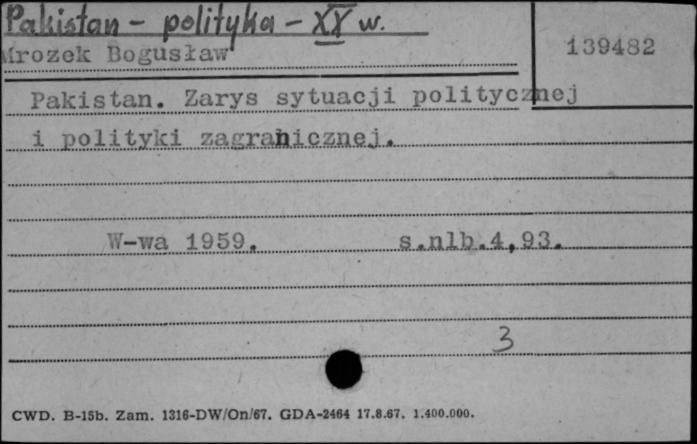 Pakistan - polityka - XX w.
Mrozek Bogusław
139482
Pakistan. Zarys sytuacji politycznej
i polityki zagranicznej.
W-wa 1959. s.nlb.4,93.
3
CWD. B-15b. Zam. 1316-DW/On/67. GDA-2464 17.8.67. 1.400.000.